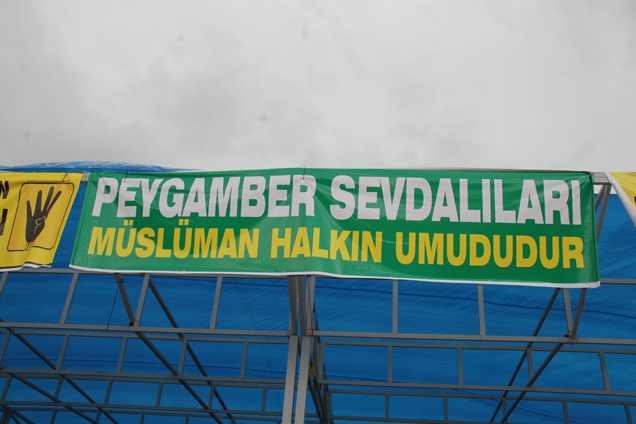 PEYGAMBER SEVDALILARI
MÜSLÜMAN HALKIN UMUDUDUR